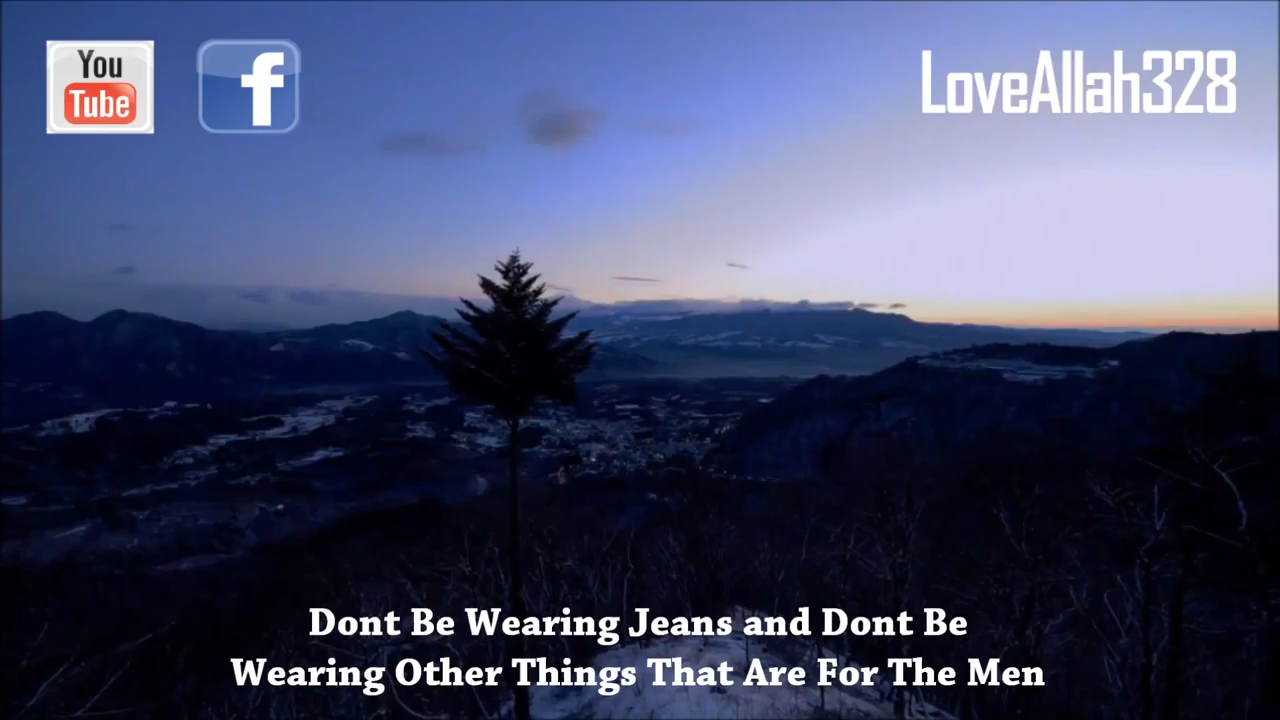 You
Tube
f
LoveAllah328
Dont Be Wearing Jeans and Dont Be
Wearing Other Things That Are For The Men